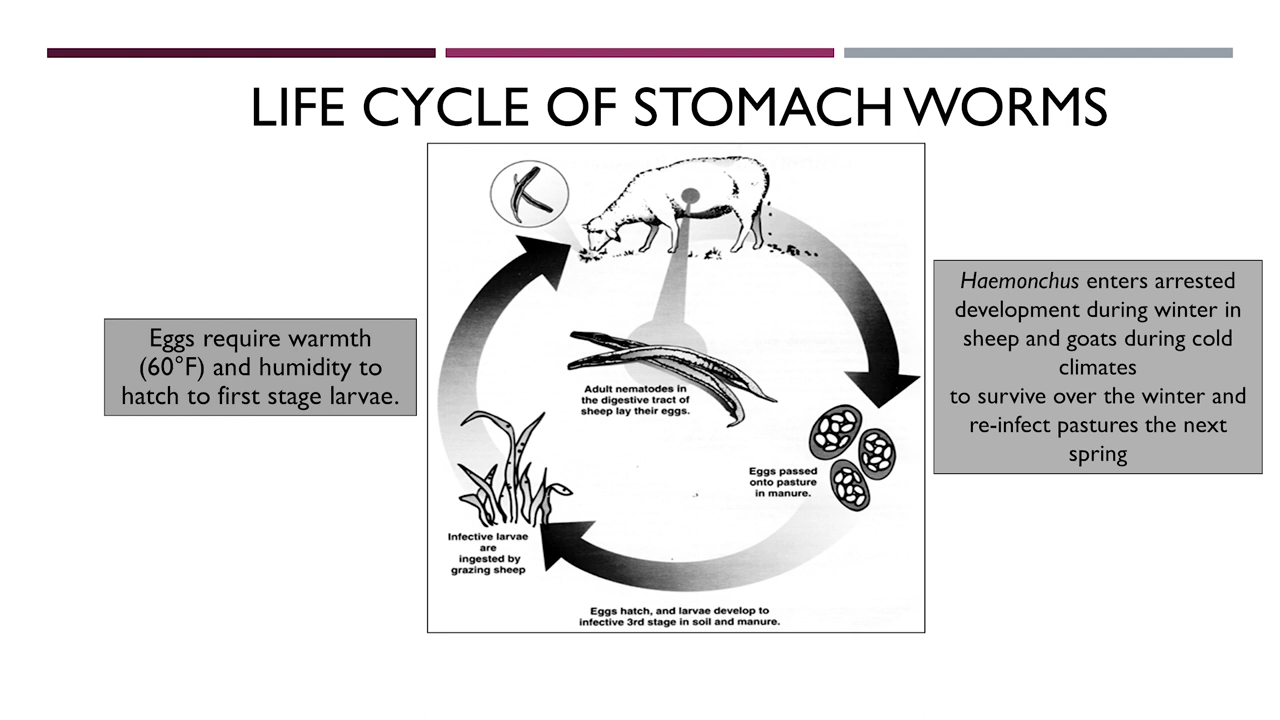 LIFE CYCLE OF STOMACH WORMS
Eggs require warmth
(60°F) and humidity to
hatch to first stage larvae.
Adult nematodes in
the digestive tract of
sheep lay their eggs.
Eggs passed
onto pasture
in manure.
Infective larvae
are
ingested by
grazing sheep
Eggs hatch, and larvae develop to
infective 3rd stage in soil and manure.
Haemonchus enters arrested
development during winter in
sheep and goats during cold
climates
to survive over the winter and
re-infect pastures the next
spring